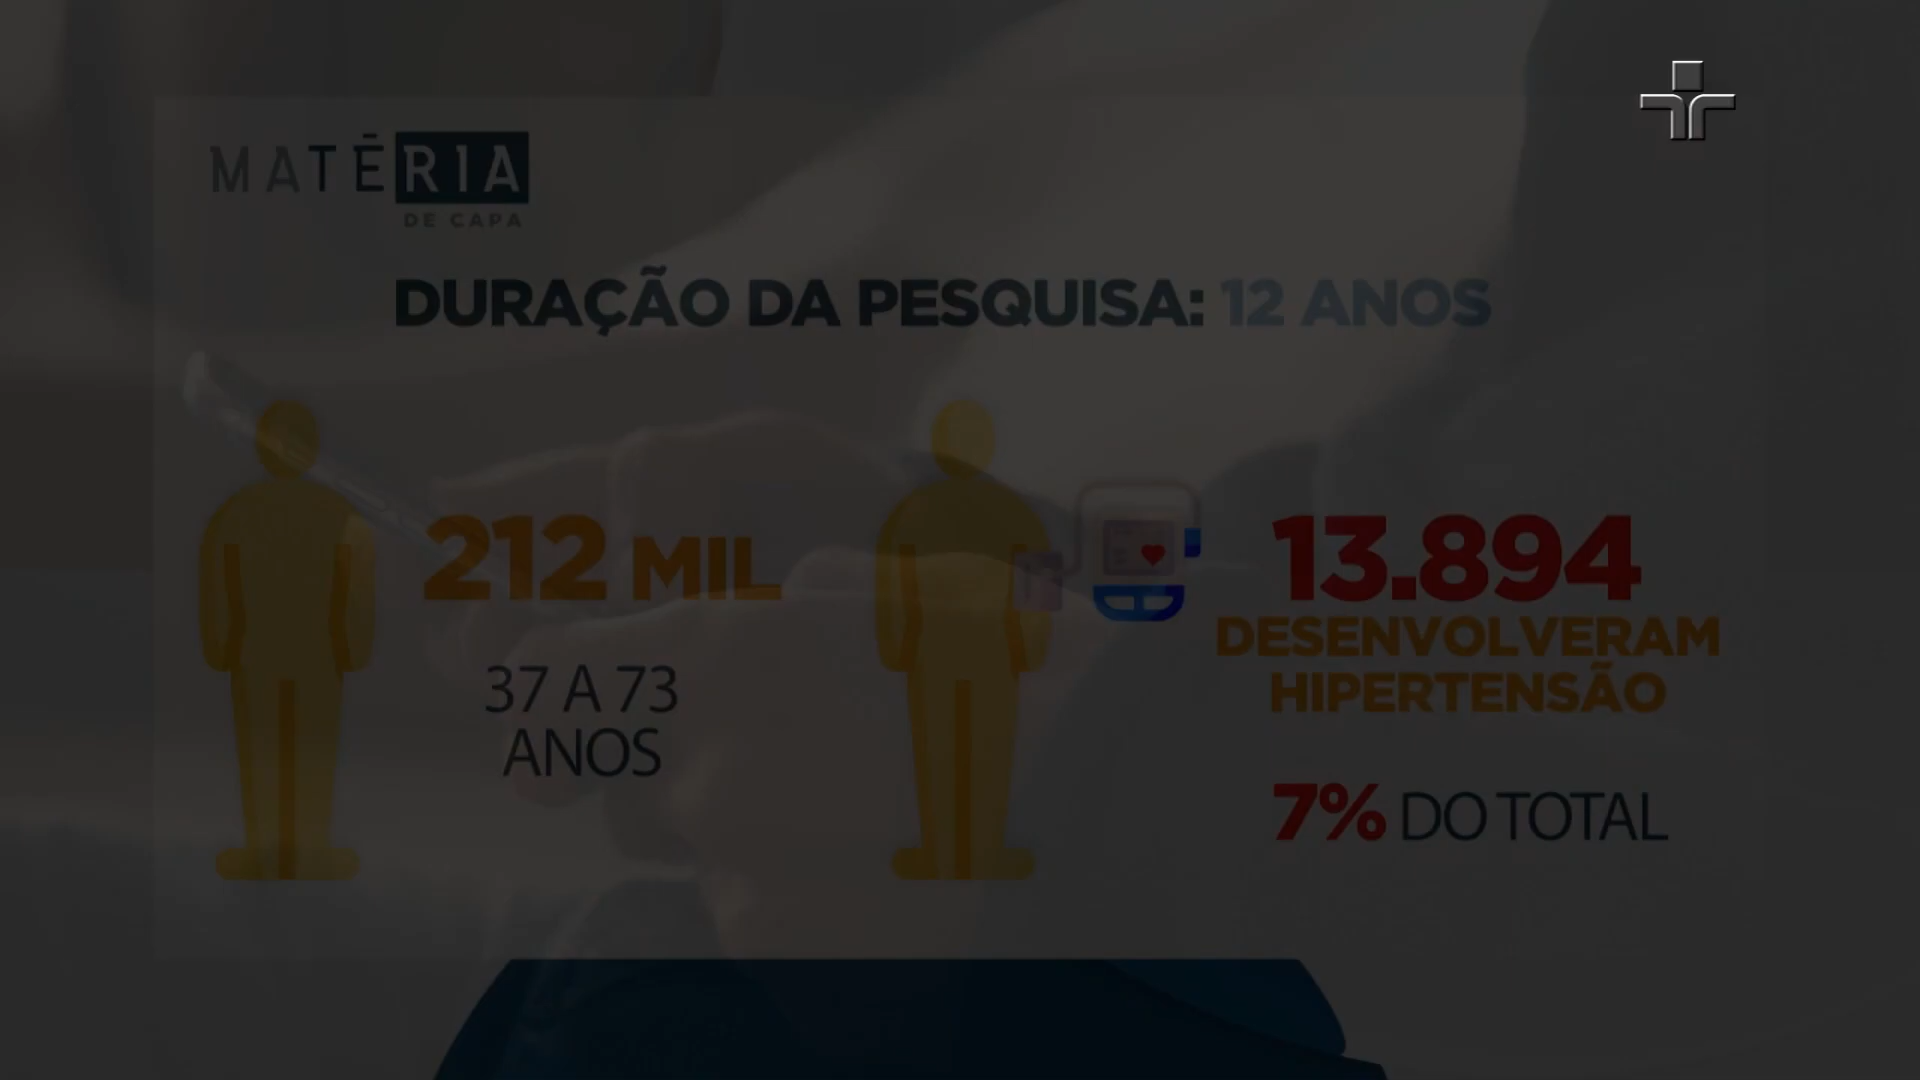 MATÉRIA
DE CAPA
DURAÇÃO DA PESQUISA: 12 ANOS
212 MIL
37 A 73
ANOS
13.894
DESENVOLVERAM
HIPERTENSÃO
7% DO TOTAL